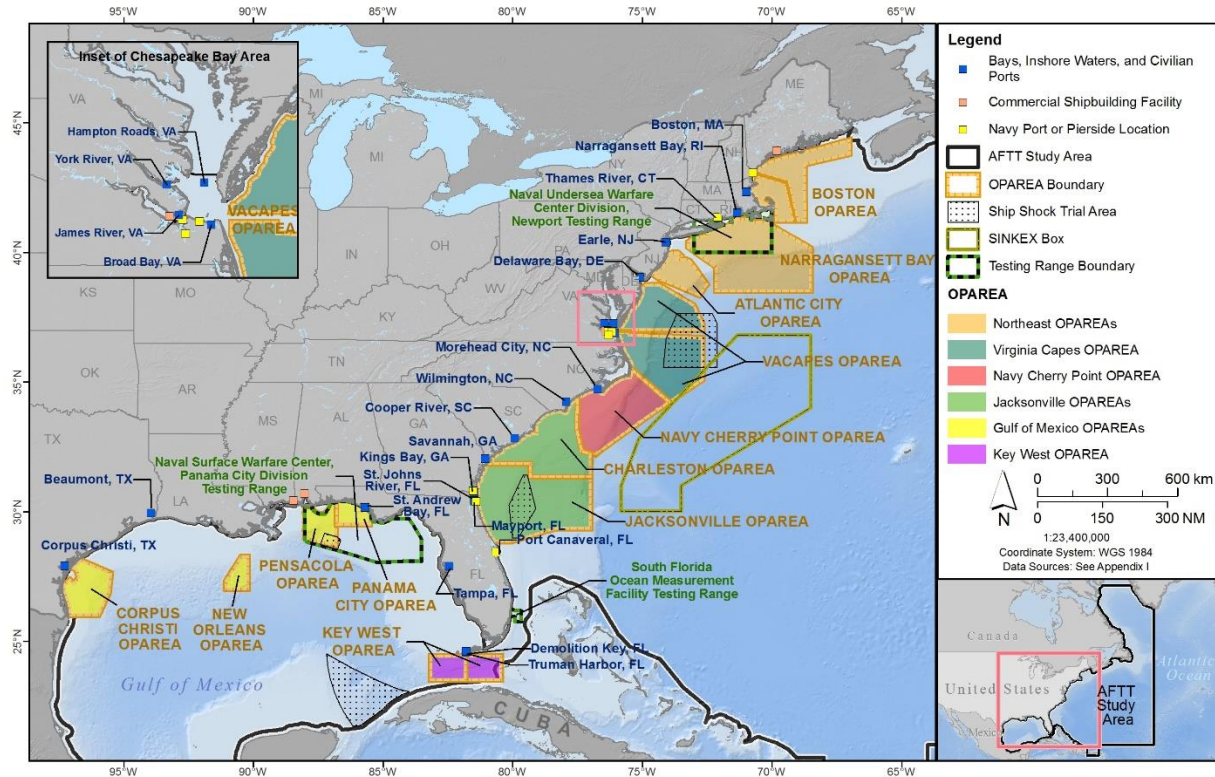 95°W
90°W
85°W
80°W
75°W
70°W
65°W
Inset of Chesapeake Bay Area
VA
VA
MD
Hampton Roads, VA
York River, VA
VACAPES
OPAREA
James River, VA
Broad Bay, VA
45°N
40°N
35°N
30°N
25°N
MN
WI
MI
MI
IA
IL
IN
OH
PA
NY
NH
ME
MA
CT
RI
NJ
MD
DE
WV
VA
KS
MO
KY
TN
NC
SC
OK
AR
MS
AL
GA
TX
LA
FL
Boston, MA
Narragansett Bay, RI
Thames River, CT
Naval Undersea Warfare
Center Division,
Newport Testing Range
BOSTON
OPAREA
Earle, NJ
NARRAGANSETT BAY
OPAREA
Delaware Bay, DE
ATLANTIC CITY
OPAREA
VACAPES OPAREA
Morehead City, NC
Wilmington, NC
NAVY CHERRY POINT OPAREA
Cooper River, SC
CHARLESTON OPAREA
Savannah, GA
Kings Bay, GA
St. Johns
River, FL
Naval Surface Warfare Center,
Panama City Division
Testing Range
St. Andrew
Bay, FL
JACKSONVILLE OPAREA
Mayport, FL
Port Canaveral, FL
Beaumont, TX
Corpus Christi, TX
PENSACOLA
OPAREA
PANAMA
CITY OPAREA
Tampa, FL
South Florida
Ocean Measurement
Facility Testing Range
CORPUS
CHRISTI
OPAREA
NEW
ORLEANS
OPAREA
KEY WEST
OPAREA
Demolition Key, FL
Truman Harbor, FL
Gulf of Mexico
CUBA
95°W
90°W
85°W
80°W
75°W
70°W
Legend
Bays, Inshore Waters, and Civilian
Ports
Commercial Shipbuilding Facility
Navy Port or Pierside Location
AFTT Study Area
OPAREA Boundary
Ship Shock Trial Area
SINKEX Box
Testing Range Boundary
OPAREA
Northeast OPAREAs
Virginia Capes OPAREA
Navy Cherry Point OPAREA
Jacksonville OPAREAs
Gulf of Mexico OPAREAs
Key West OPAREA
0 300 600 km
N
0 150 300 NM
1:23,400,000
Coordinate System: WGS 1984
Data Sources: See Appendix I
Canada
United States
Mexico
Atlantic
Ocean
AFTT
Study
Area